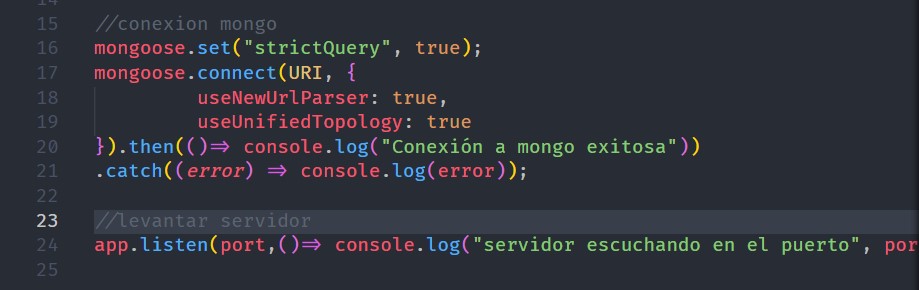 15 //conexion mongo
16 mongoose.set("strictQuery", true);
17 mongoose.connect(URI, {
18 useNewUrlParser: true,
19 useUnifiedTopology: true
20 }).then(()=> console.log("Conexión a mongo exitosa"))
21 .catch((error) => console.log(error));
22
23 //levantar servidor
24 app.listen(port,()=> console.log("servidor escuchando en el puerto", por
25